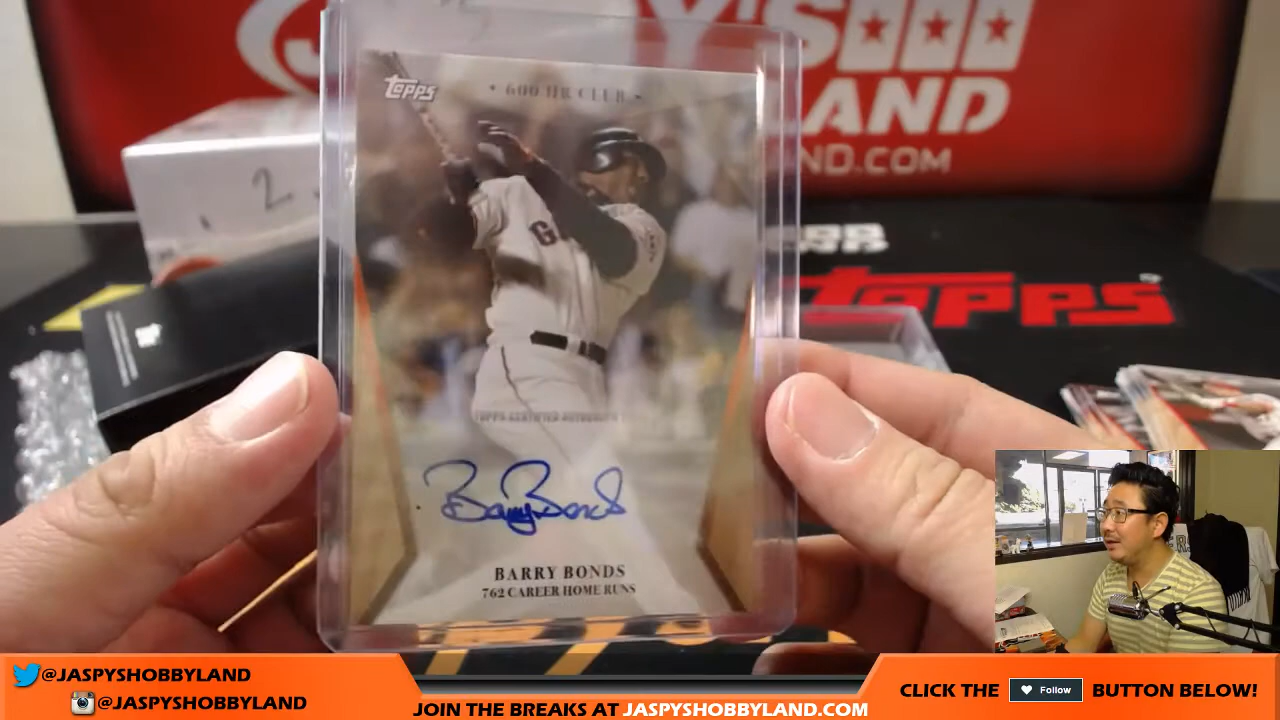 Topps
• 600 HR CLUB •
TOPPS CERTIFIED AUTOGRAPH
Barry Bonds
BARRY BONDS
762 CAREER HOME RUNS
Y'S
LAND
ND.COM
2
TOPPS
@JASPYSHOBBYLAND
@JASPYSHOBBYLAND
JOIN THE BREAKS AT JASPYSHOBBYLAND.COM
CLICK THE Follow BUTTON BELOW!